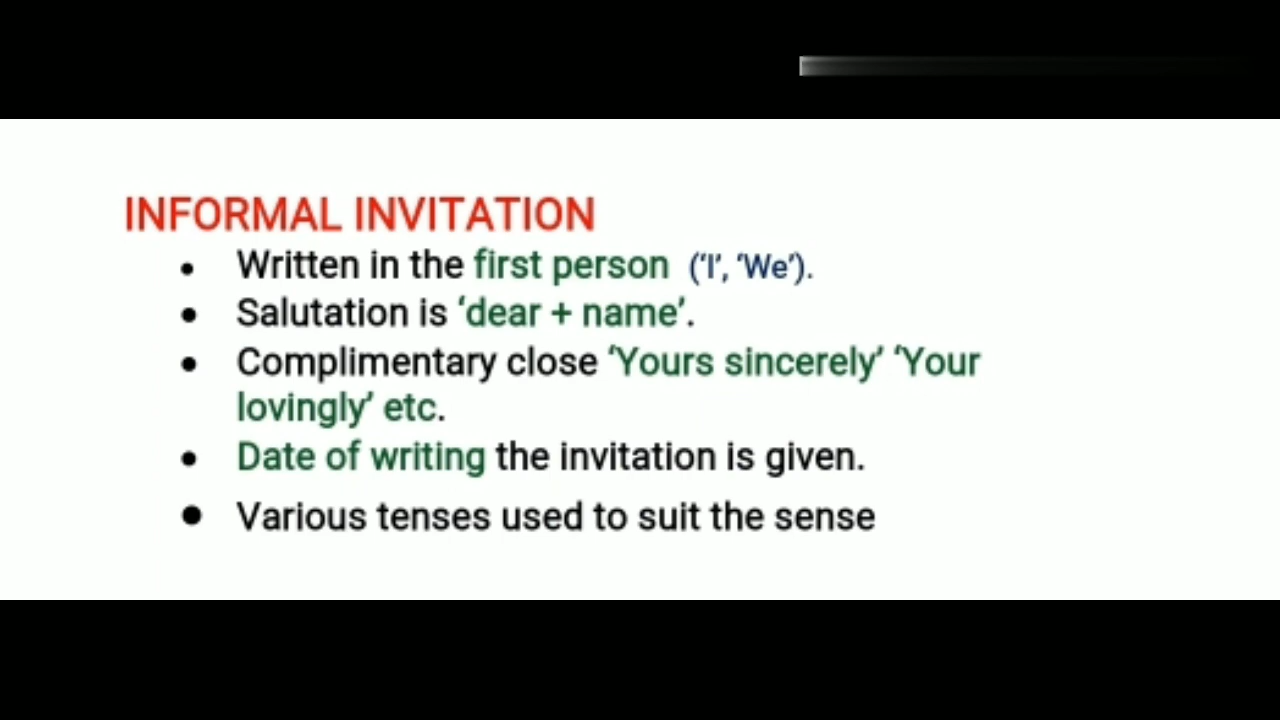 INFORMAL INVITATION
• Written in the first person (‘I’, ‘We’).
• Salutation is ‘dear + name’.
• Complimentary close ‘Yours sincerely’ ‘Your
lovingly’ etc.
• Date of writing the invitation is given.
• Various tenses used to suit the sense